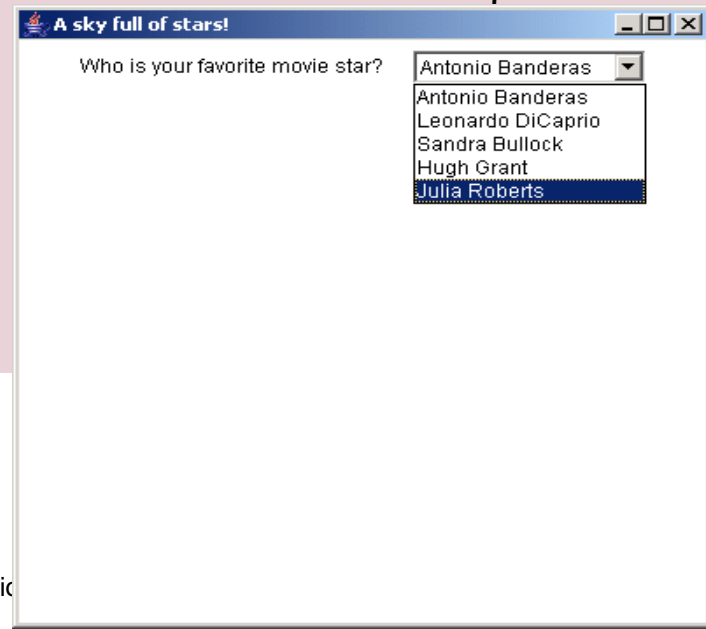 A sky full of stars!
Who is your favorite movie star? Antonio Banderas
Antonio Banderas
Leonardo DiCaprio
Sandra Bullock
Hugh Grant
Julia Roberts